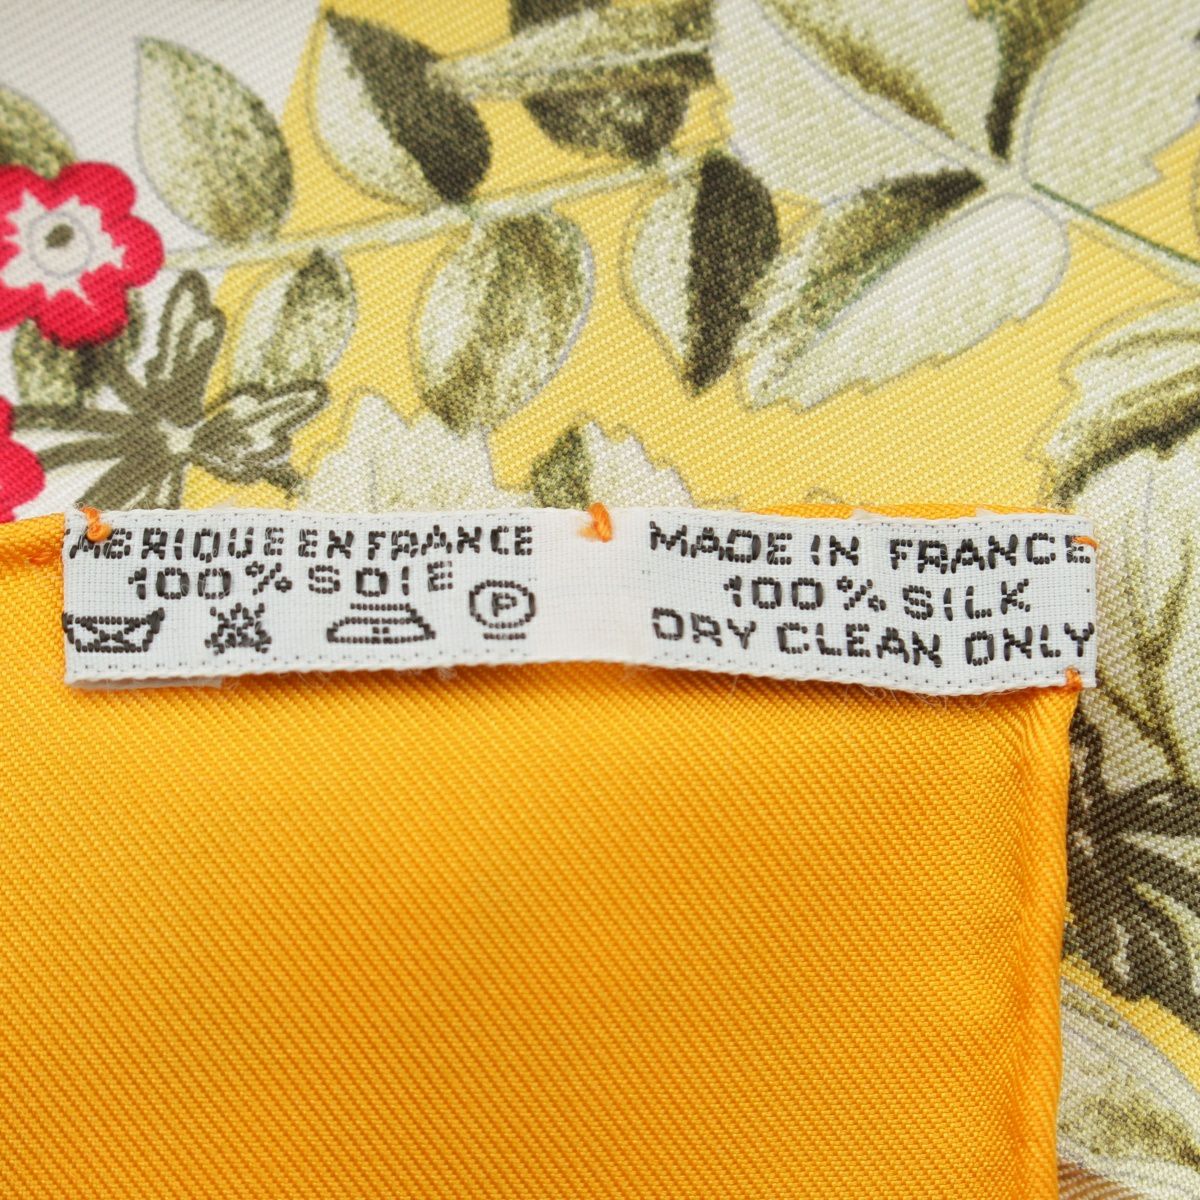 ABRIQUE EN FRANCE
100% SOIE
P
MADE IN FRANCE
100% SILK
DRY CLEAN ONLY